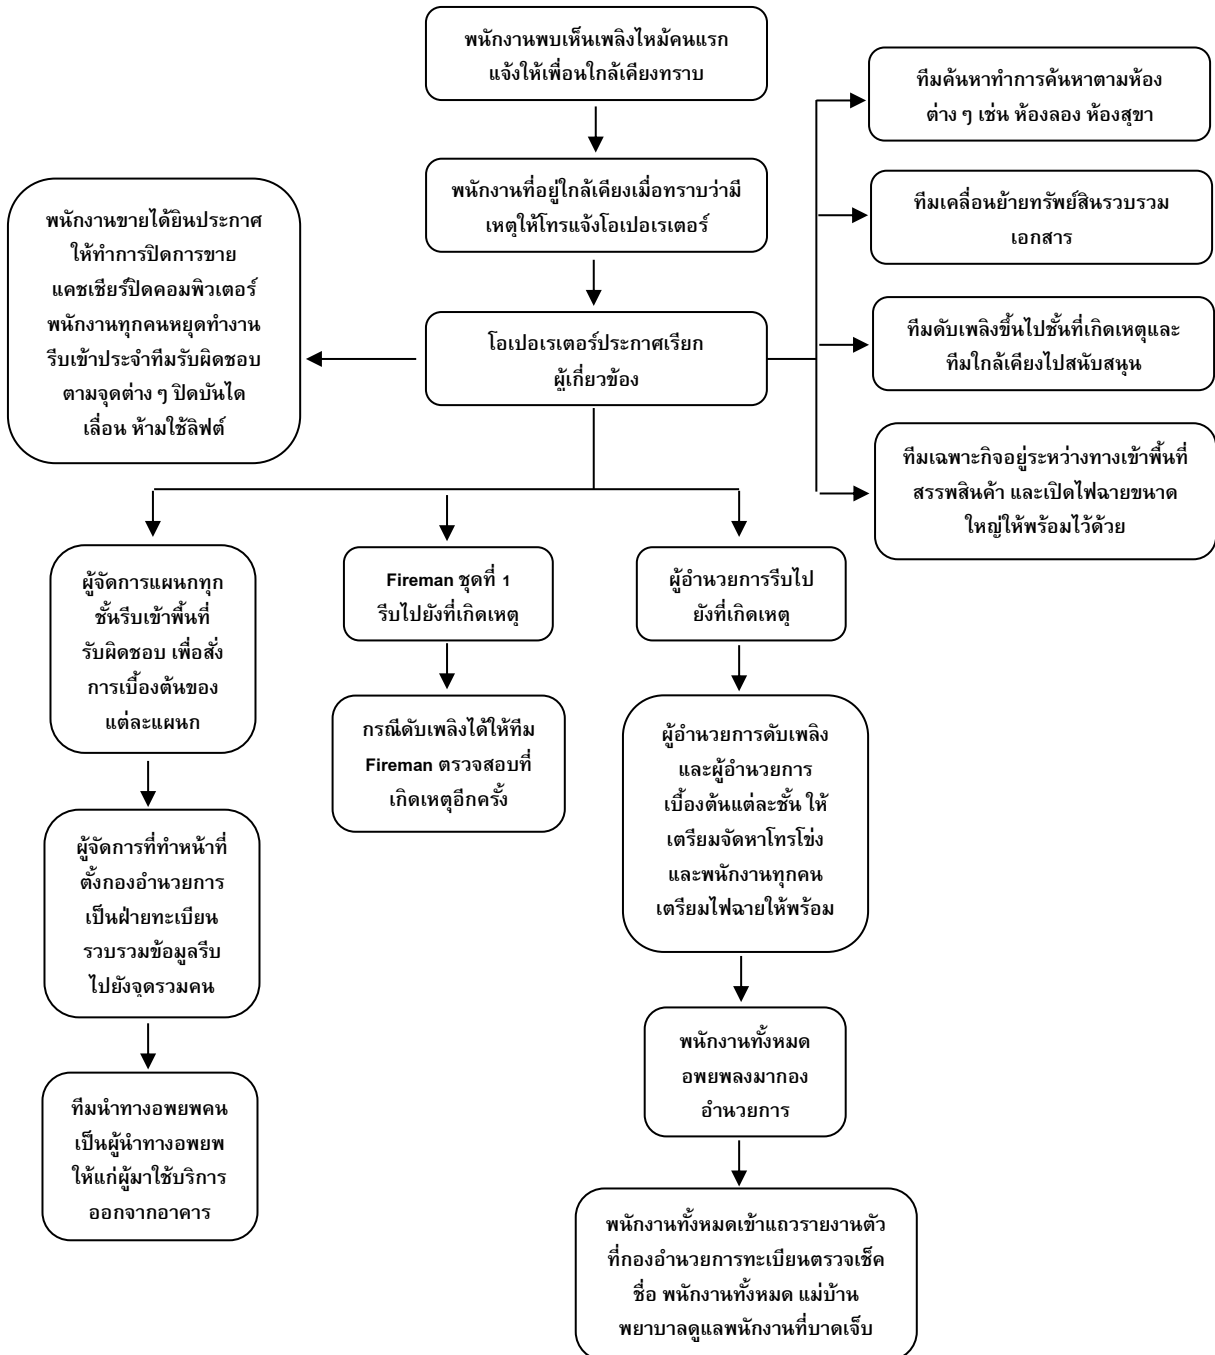 พนักงานพบเห็นเพลิงไหม้คนแรก
แจ้งให้เพื่อนใกล้เคียงทราบ
พนักงานที่อยู่ใกล้เคียงเมื่อทราบว่ามี
เหตุให้โทรแจ้งโอเปอเรเตอร์
โอเปอเรเตอร์ประกาศเรียก
ผู้เกี่ยวข้อง
พนักงานขายได้ยินประกาศ
ให้ทำการปิดการขาย
แคชเชียร์ปิดคอมพิวเตอร์
พนักงานทุกคนหยุดทำงาน
รีบเข้าประจำทีมรับผิดชอบ
ตามจุดต่าง ๆ ปิดบันได
เลื่อน ห้ามใช้ลิฟต์
ทีมค้นหาทำการค้นหาตามห้อง
ต่าง ๆ เช่น ห้องลอง ห้องสุขา
ทีมเคลื่อนย้ายทรัพย์สินรวบรวม
เอกสาร
ทีมดับเพลิงขึ้นไปชั้นที่เกิดเหตุและ
ทีมใกล้เคียงไปสนับสนุน
ทีมเฉพาะกิจอยู่ระหว่างทางเข้าพื้นที่
สรรพสินค้า และเปิดไฟฉายขนาด
ใหญ่ให้พร้อมไว้ด้วย
ผู้จัดการแผนกทุก
ชั้นรีบเข้าพื้นที่
รับผิดชอบ เพื่อสั่ง
การเบื้องต้นของ
แต่ละแผนก
ผู้จัดการที่ทำหน้าที่
ตั้งกองอำนวยการ
เป็นฝ่ายทะเบียน
รวบรวมข้อมูลรีบ
ไปยังจุดรวมคน
ทีมนำทางอพยพคน
เป็นผู้นำทางอพยพ
ให้แก่ผู้มาใช้บริการ
ออกจากอาคาร
Fireman ชุดที่ 1
รีบไปยังที่เกิดเหตุ
กรณีดับเพลิงได้ให้ทีม
Fireman ตรวจสอบที่
เกิดเหตุอีกครั้ง
ผู้อำนวยการรีบไป
ยังที่เกิดเหตุ
ผู้อำนวยการดับเพลิง
และผู้อำนวยการ
เบื้องต้นแต่ละชั้น ให้
เตรียมจัดหาโทรโข่ง
และพนักงานทุกคน
เตรียมไฟฉายให้พร้อม
พนักงานทั้งหมด
อพยพลงมากอง
อำนวยการ
พนักงานทั้งหมดเข้าแถวรายงานตัว
ที่กองอำนวยการทะเบียนตรวจเช็ค
ชื่อ พนักงานทั้งหมด แม่บ้าน
พยาบาลดูแลพนักงานที่บาดเจ็บ